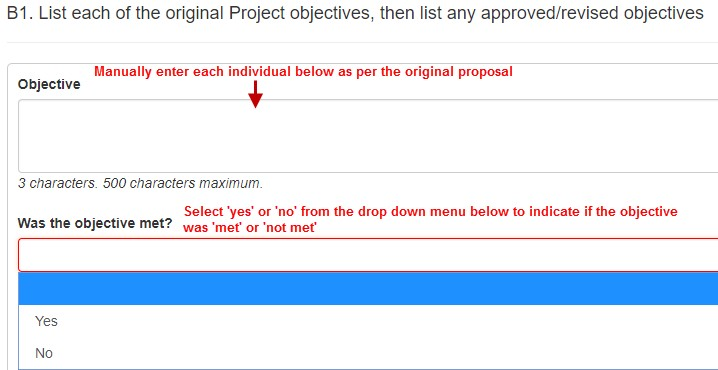 B1. List each of the original Project objectives, then list any approved/revised objectives
Manually enter each individual below as per the original proposal
Objective
3 characters. 500 characters maximum.
Select 'yes' or 'no' from the drop down menu below to indicate if the objective
Was the objective met?
was 'met' or 'not met'
Yes
No